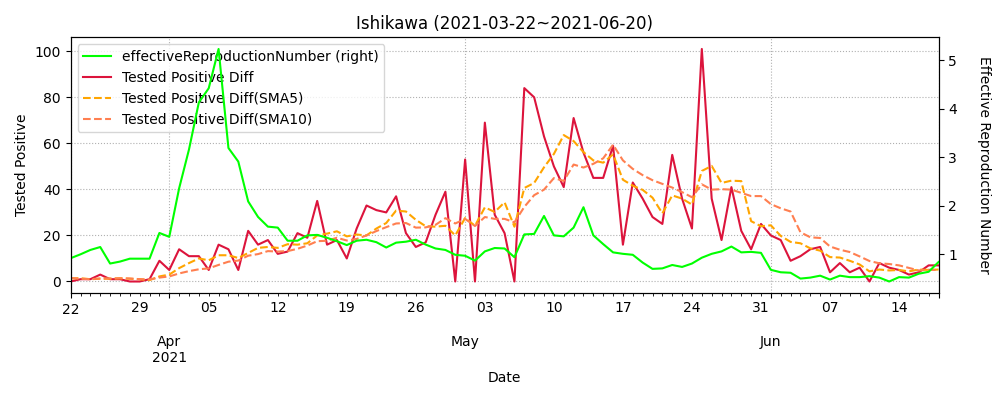 Ishikawa (2021-03-22~2021-06-20)
effectiveReproductionNumber (right)
Tested Positive Diff
Tested Positive Diff(SMA5)
Tested Positive Diff(SMA10)
Tested Positive
100
80
60
40
20
0
5
4
3
2
1
Effective Reproduction Number
22 29 05 12 19 26 03 10 17 24 31 07 14
Apr May Jun
2021
Date